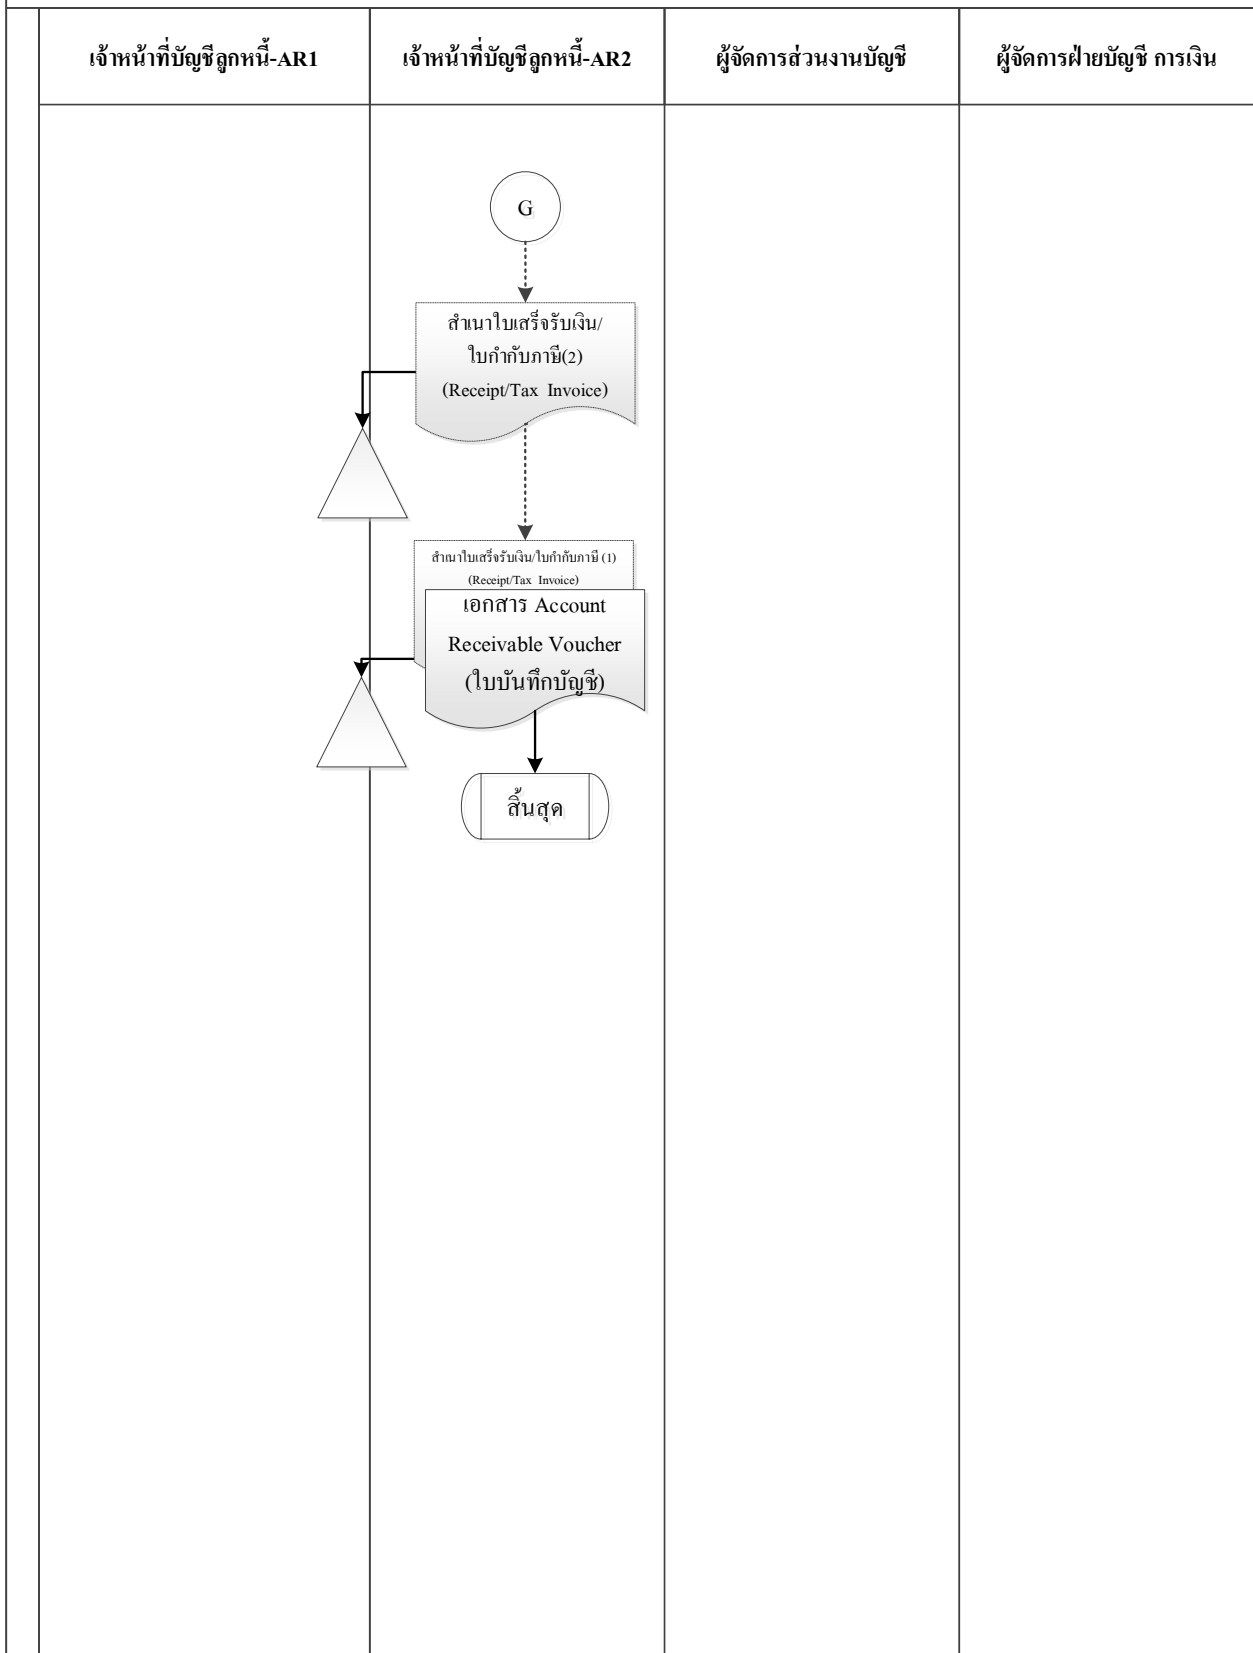 เจ้าหน้าที่บัญชีลูกหนี้-AR1
เจ้าหน้าที่บัญชีลูกหนี้-AR2
ผู้จัดการส่วนงานบัญชี
ผู้จัดการฝ่ายบัญชี การเงิน
G
สำเนาใบเสร็จรับเงิน/
ใบกำกับภาษี(2)
(Receipt/Tax Invoice)
สำเนาใบเสร็จรับเงิน/ใบกำกับภาษี (1)
(Receipt/Tax Invoice)
เอกสาร Account
Receivable Voucher
(ใบบันทึกบัญชี)
สิ้นสุด